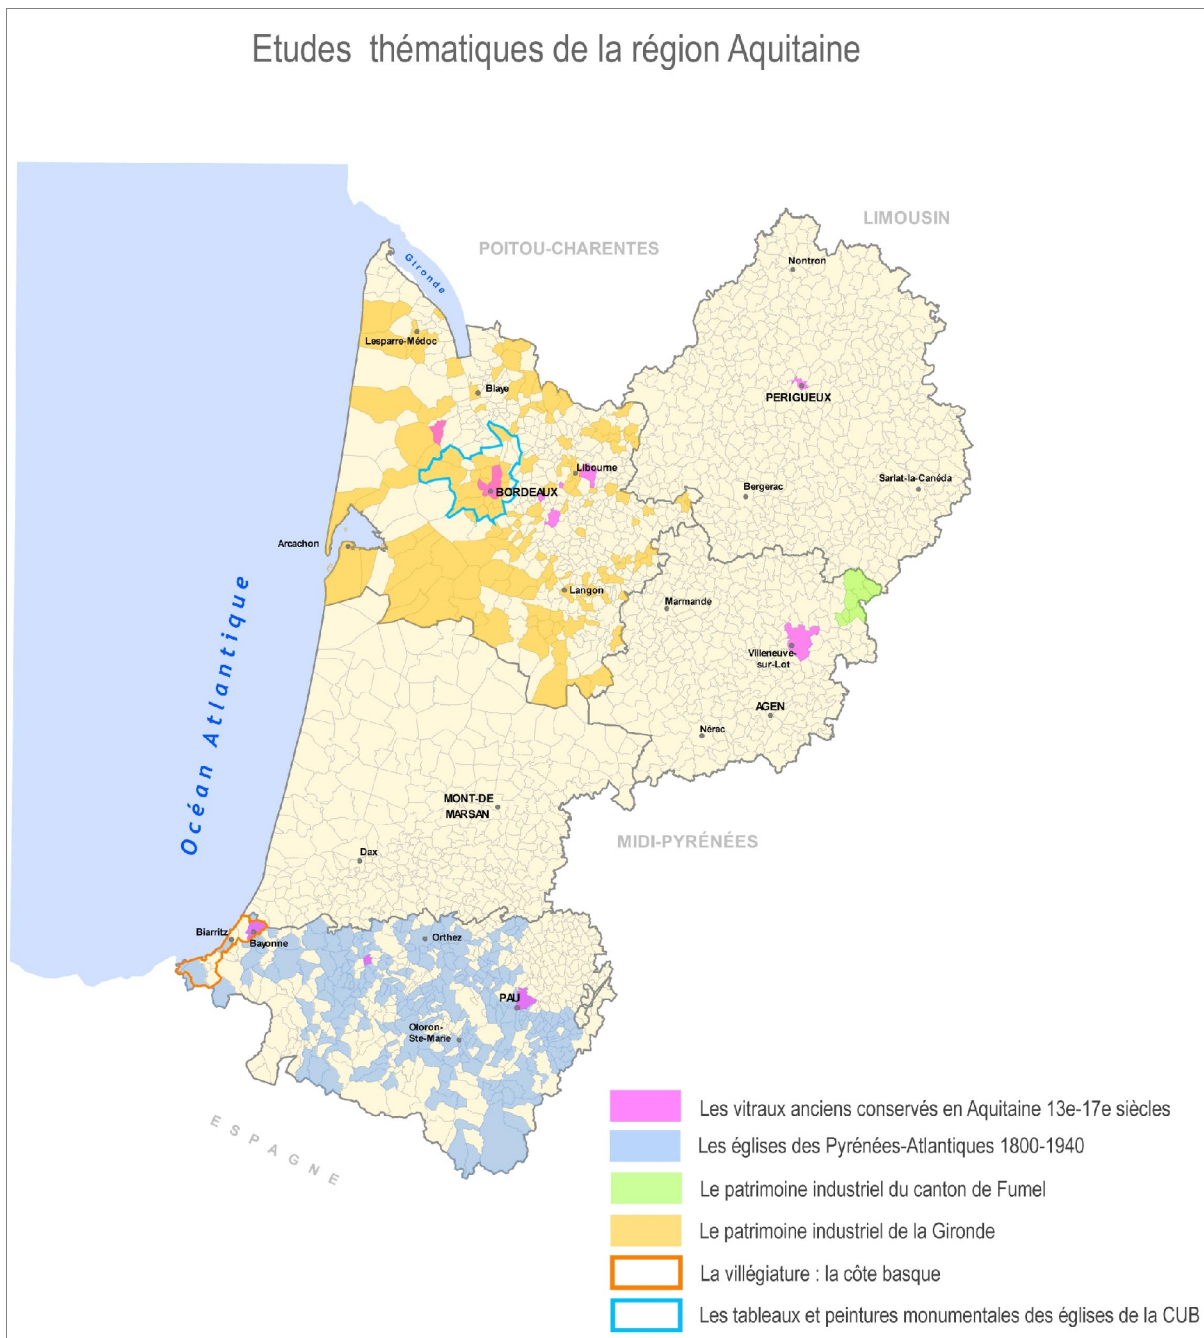 Etudes thématiques de la région Aquitaine
LIMOUSIN
POITOU-CHARENTES
Gironde
Nontron
Lesparre-Médoc
Blaye
PERIGUEUX
Libourne
Sarlat-la-Canéda
BORDEAUX
Bergerac
Arcachon
Langon
Marmande
Océan Atlantique
Villeneuve-
sur-Lot
AGEN
Nérac
MONT-DE
MARSAN
MIDI-PYRÉNÉES
Dax
Biarritz
Bayonne
Orthez
PAU
Oloron-
Ste-Marie
ESPAGNE
Les vitraux anciens conservés en Aquitaine 13e-17e siècles
Les églises des Pyrénées-Atlantiques 1800-1940
Le patrimoine industriel du canton de Fumel
Le patrimoine industriel de la Gironde
La villégiature : la côte basque
Les tableaux et peintures monumentales des églises de la CUB